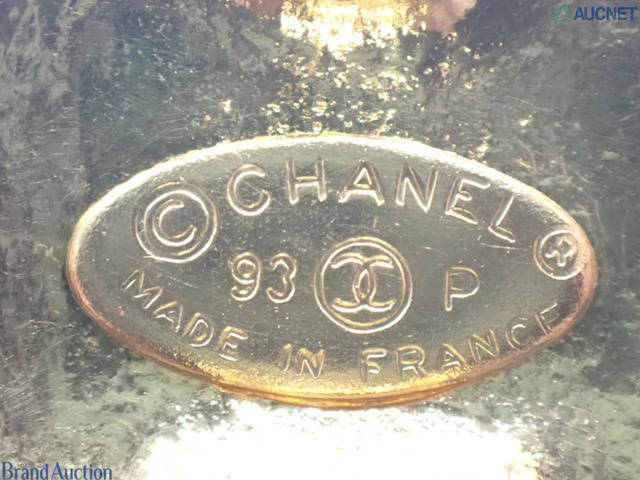 AUCNET
© CHANEL ®
93 P
MADE IN FRANCE
Brand Auction